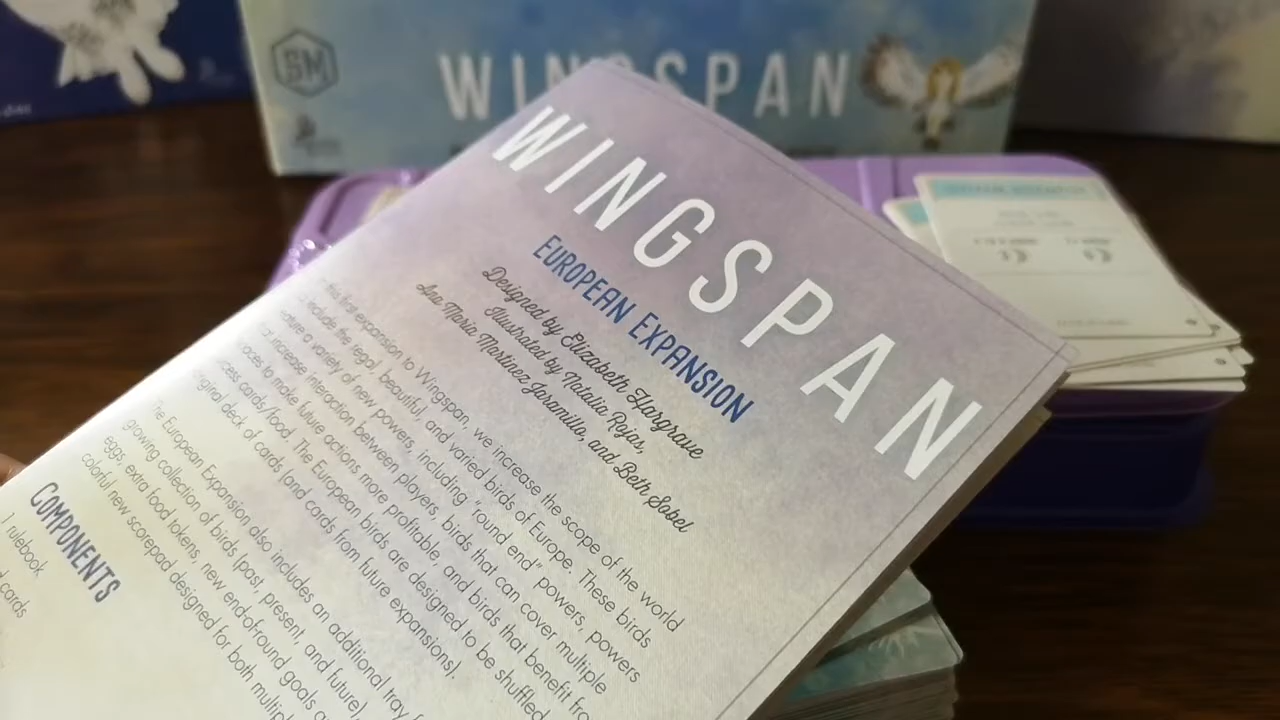 SM
WINGSPAN
WINGSPAN
EUROPEAN EXPANSION
Designed by Elizabeth Hargrave
Illustrated by Natalia Rojas,
Ana Maria Martinez Jaramillo, and Beth Sobel
first expansion to Wingspan, we increase the scope of the world
include the regal, beautiful, and varied birds of Europe. These birds
a variety of new powers, including "round end" powers, powers
increase interaction between players, birds that can cover multiple
to make future actions more profitable, and birds that benefit
cards/food. The European birds are designed to be shuffled
original deck of cards (and cards from future expansions).
The European Expansion also includes an additional tray
growing collection of birds (past, present, and future),
eggs, extra food tokens, new end-of-round goals
colorful new scorepad designed for both
COMPONENTS
1 rulebook
cards